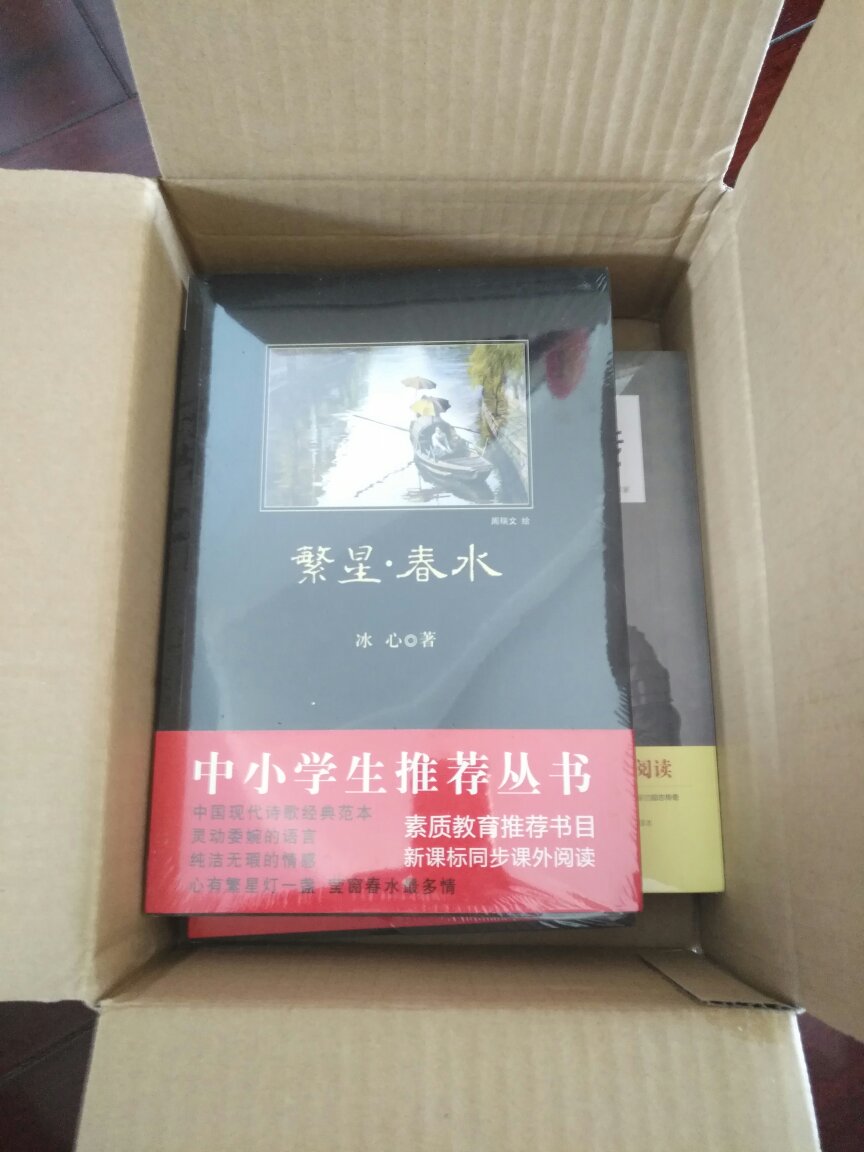 周瑞文 绘
繁星·春水
冰 心◎著
中小学生推荐丛书
中国现代诗歌经典范本
灵动委婉的语言
纯洁无瑕的情感
心有繁星灯一盏 莹窗春水最多情
素质教育推荐书目
新课标同步课外阅读
阅读